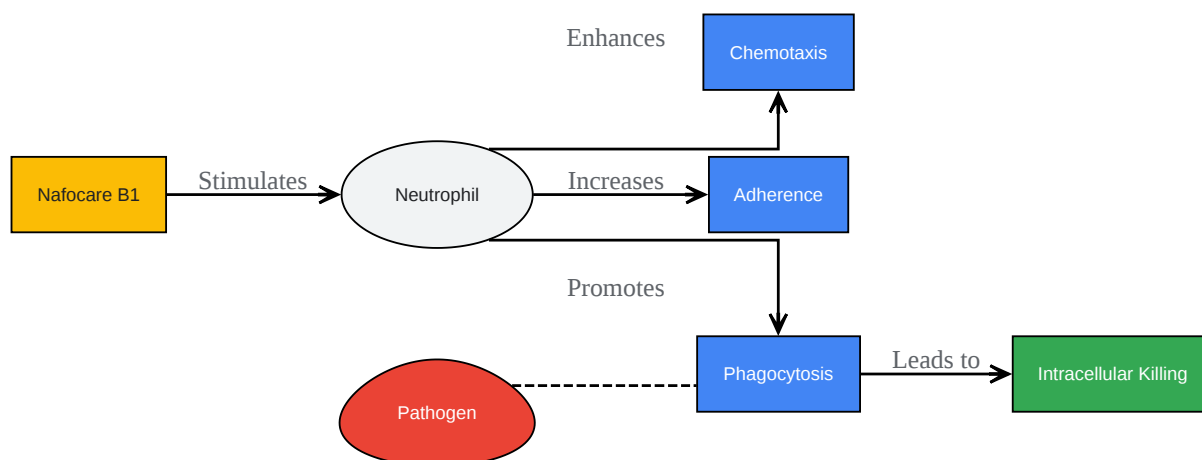 Enhances
Chemotaxis
Nafocare B1
Stimulates
Neutrophil
Increases
Adherence
Promotes
Phagocytosis
Leads to
Intracellular Killing
Pathogen